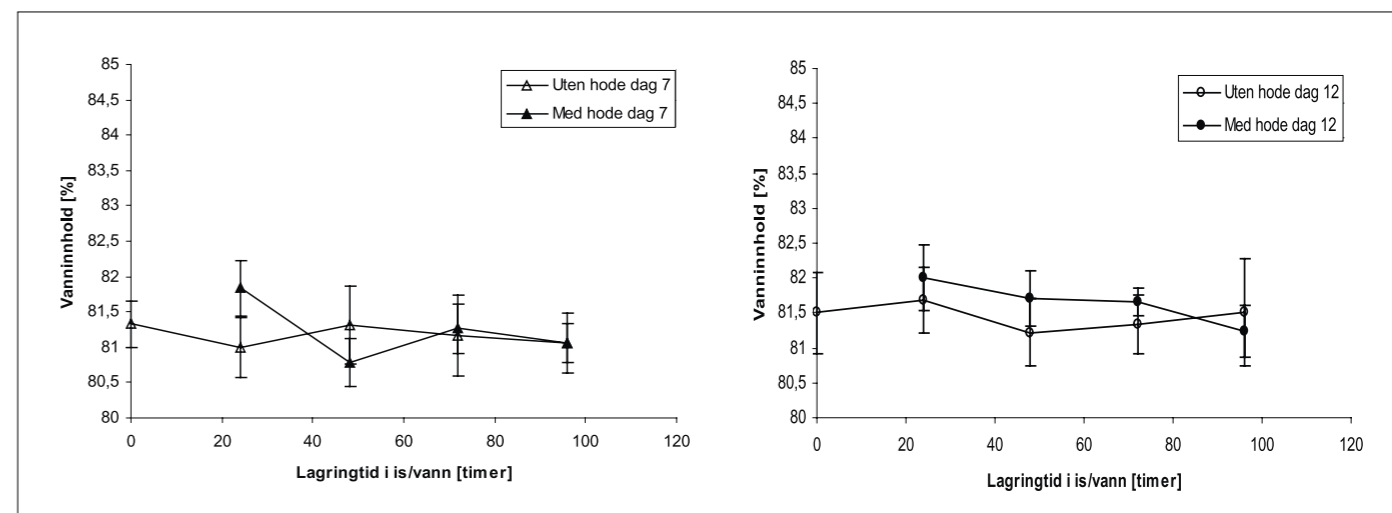 85
84,5
84
83,5
83
82,5
82
81,5
81
80,5
80
0 20 40 60 80 100 120
Vanninnhold [%]
Lagringtid i is/vann [timer]
Uten hode dag 7
Med hode dag 7
85
84,5
84
83,5
83
82,5
82
81,5
81
80,5
80
0 20 40 60 80 100 120
Vanninnhold [%]
Lagringtid i is/vann [timer]
Uten hode dag 12
Med hode dag 12